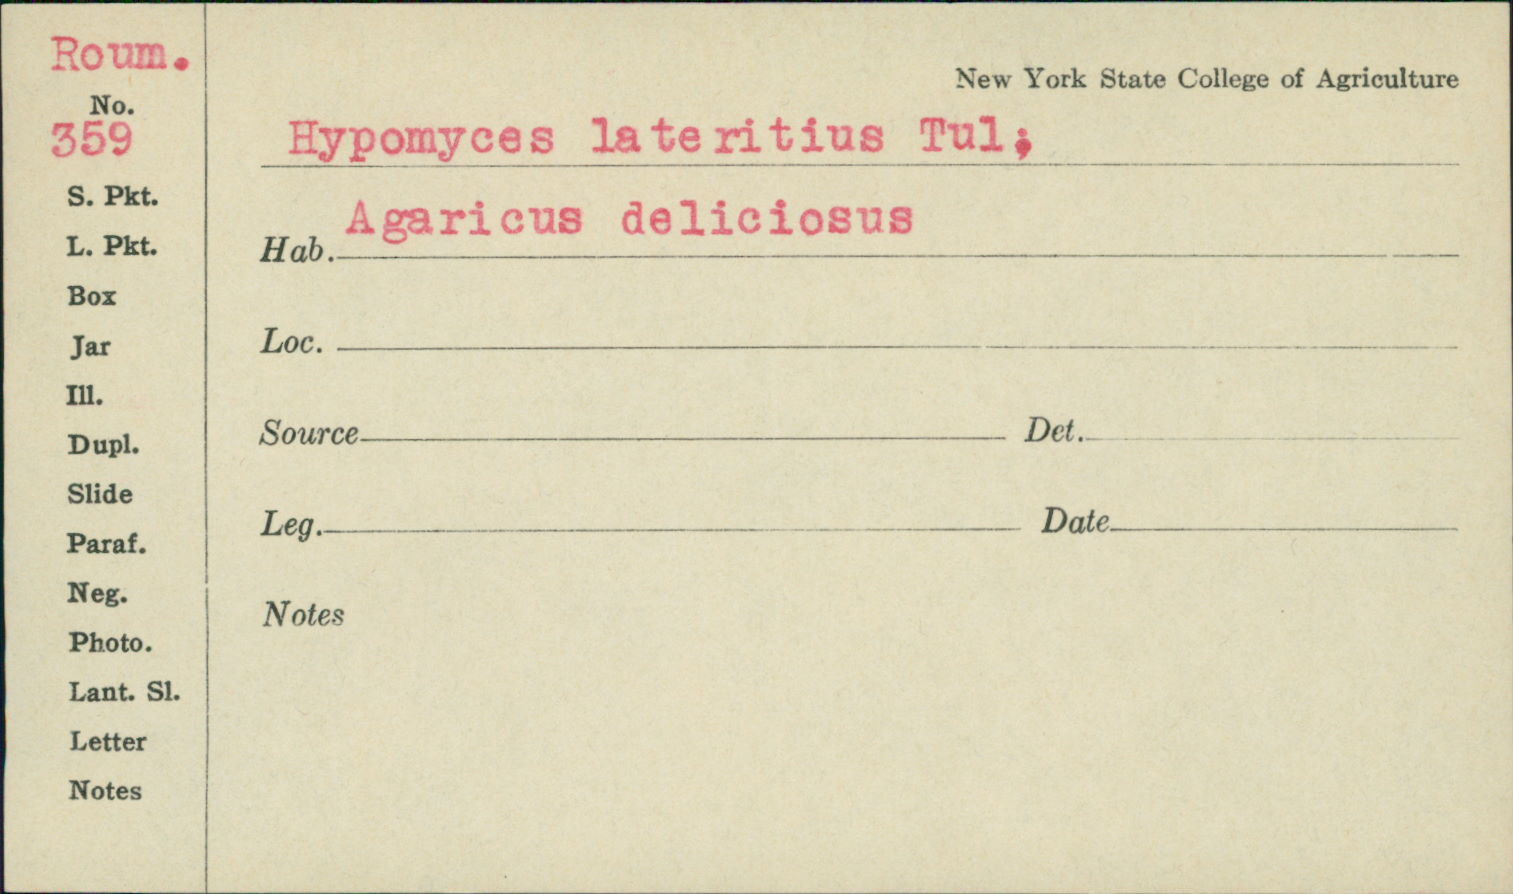 Roum.
No.
359
S. Pkt.
L. Pkt.
Box
Jar
Ill.
Dupl.
Slide
Paraf.
Neg.
Photo.
Lant. Sl.
Letter
Notes
New York State College of Agriculture
Hypomyces lateritius Tul;
Agaricus deliciosus
Hab.
Loc.
Source Det.
Leg. Date
Notes